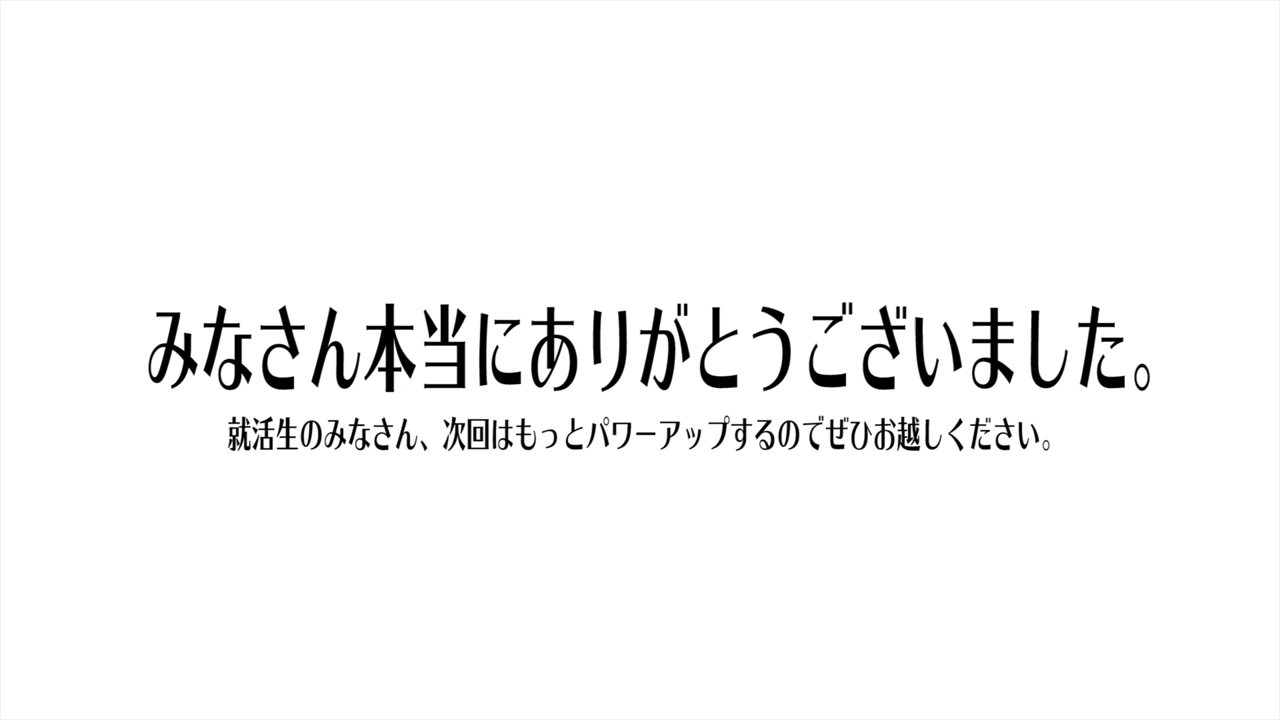 みなさん本当にありがとうございました。
就活生のみなさん、次回はもっとパワーアップするのでぜひお越しください。